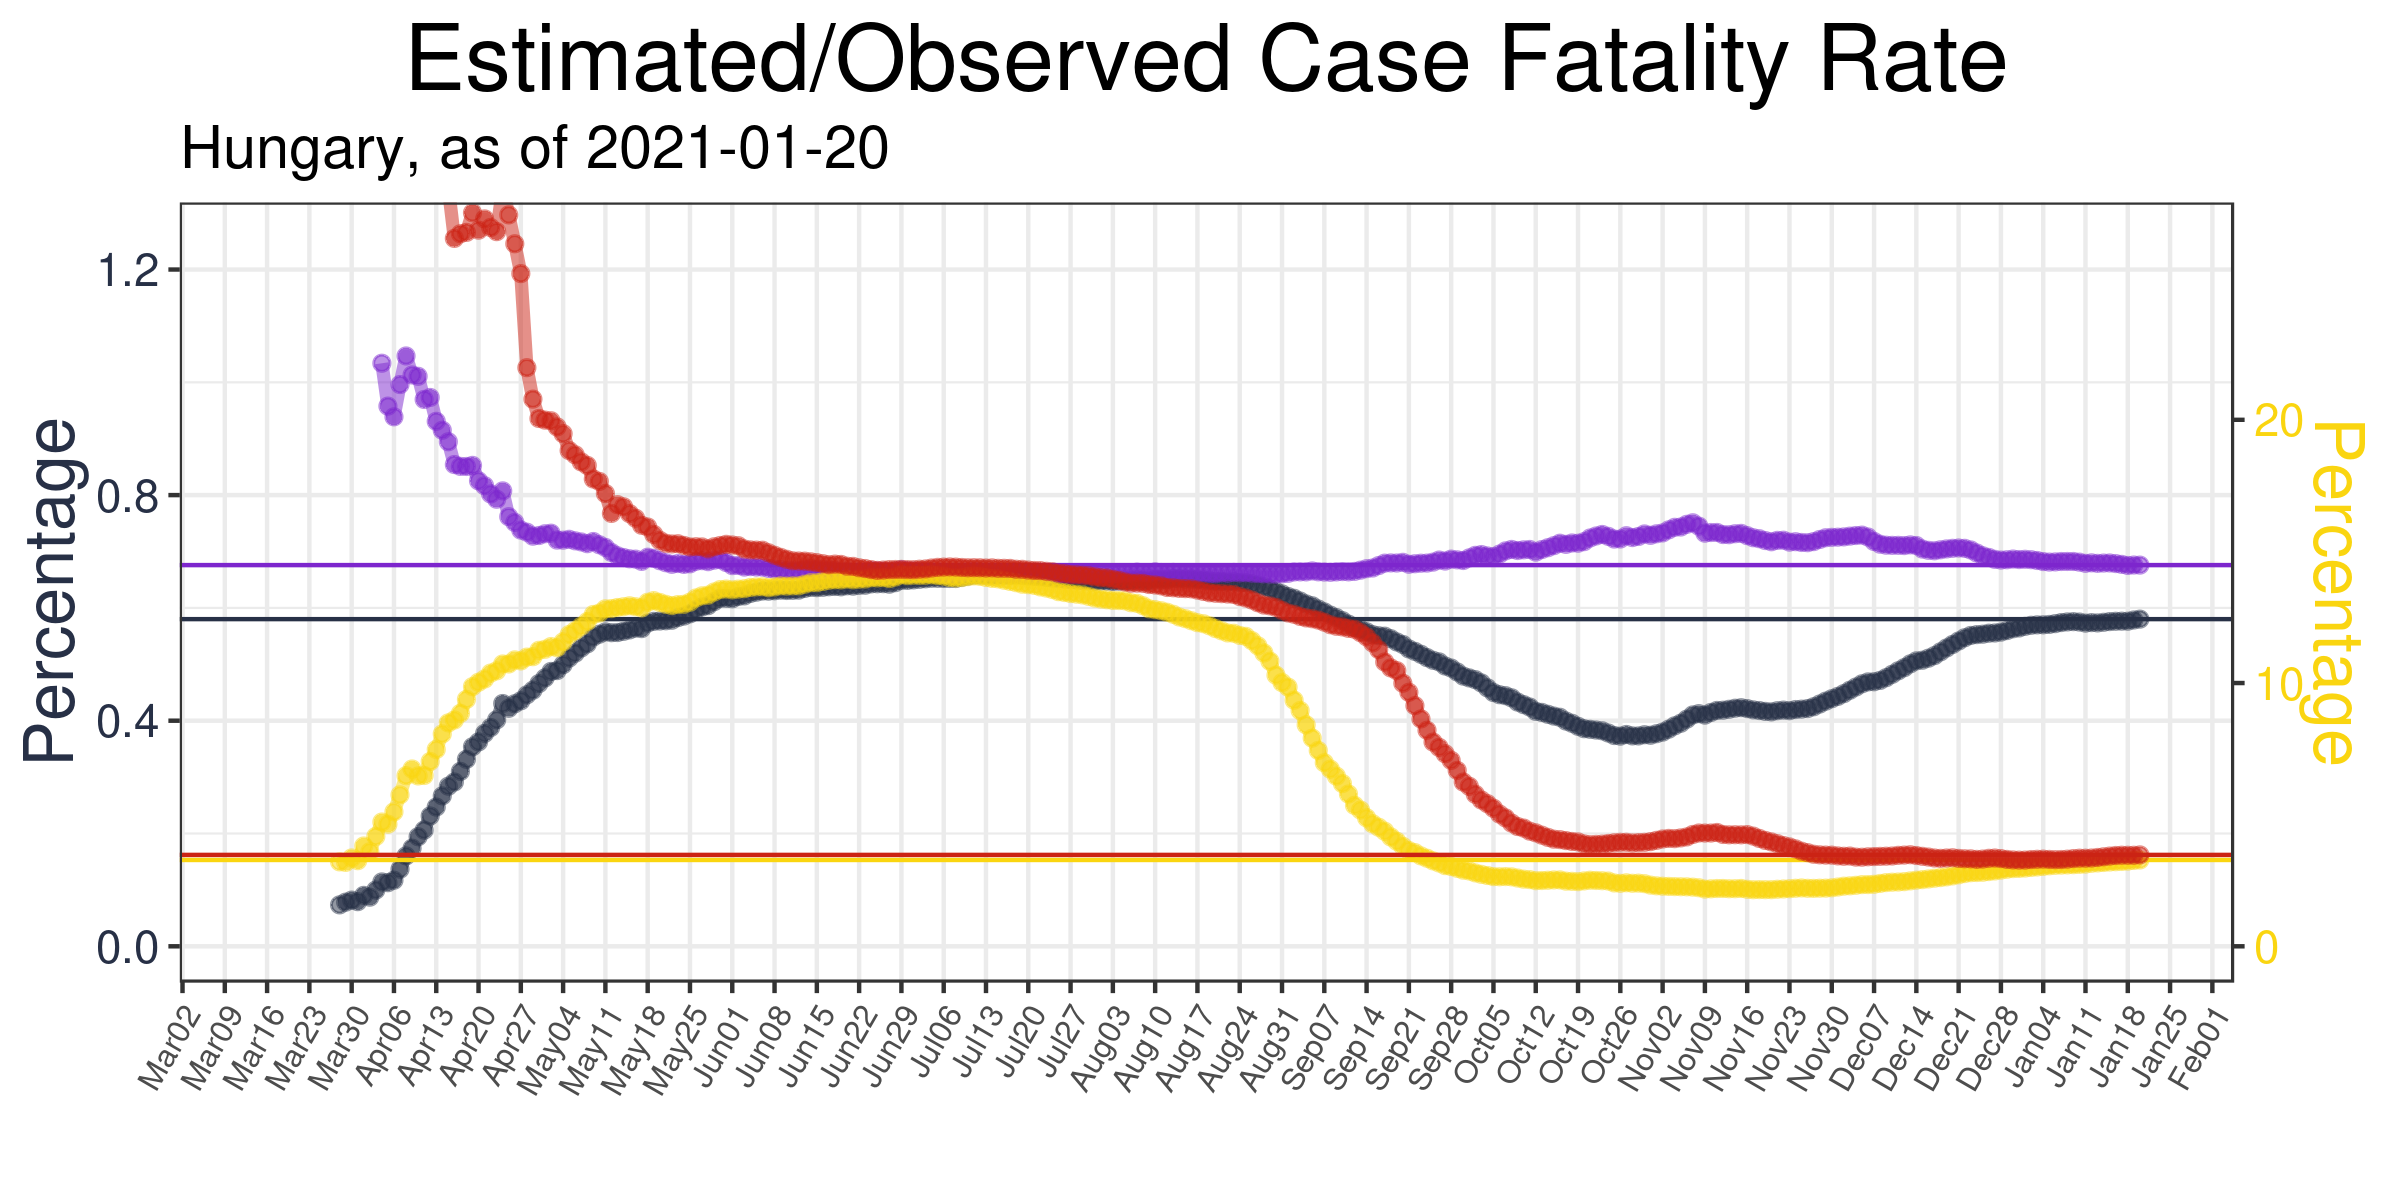 Estimated/Observed Case Fatality Rate
Hungary, as of 2021-01-20
Percentage
1.2
0.8
0.4
0.0
20
10
0
Percentage
Mar02 Mar09 Mar16 Mar23 Mar30 Apr06 Apr13 Apr20 Apr27 May04 May11 May18 May25 Jun01 Jun08 Jun15 Jun22 Jun29 Jul06 Jul13 Jul20 Jul27 Aug03 Aug10 Aug17 Aug24 Aug31 Sep07 Sep14 Sep21 Sep28 Oct05 Oct12 Oct19 Oct26 Nov02 Nov09 Nov16 Nov23 Nov30 Dec07 Dec14 Dec21 Dec28 Jan04 Jan11 Jan18 Jan25 Feb01